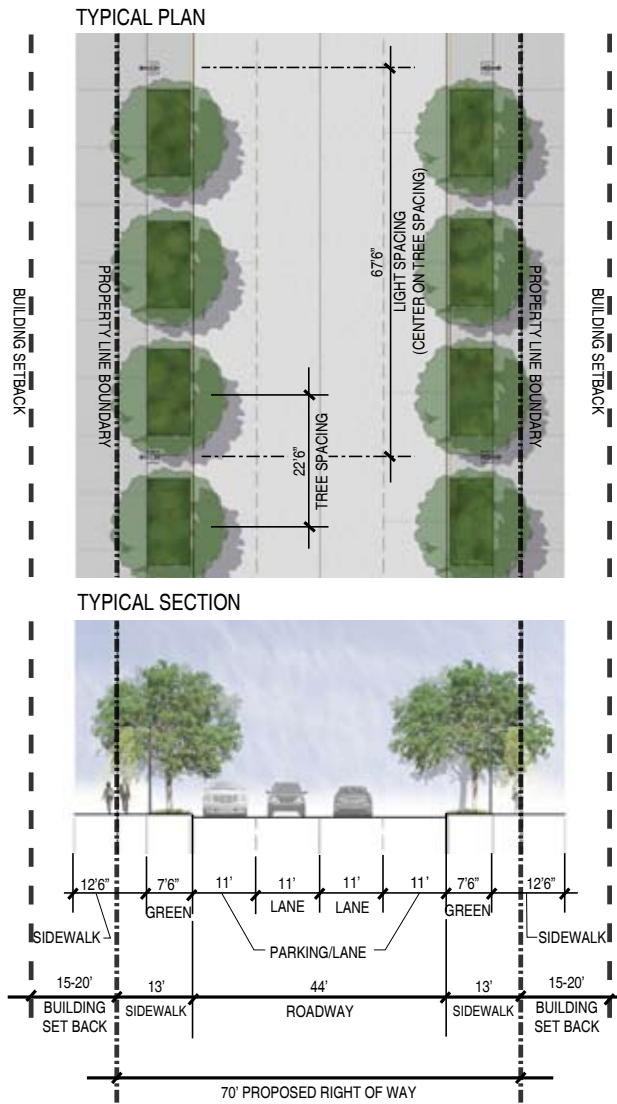 TYPICAL PLAN
BUILDING SETBACK
PROPERTY LINE BOUNDARY
22'6"
TREE SPACING
67'6"
LIGHT SPACING
(CENTER ON TREE SPACING)
PROPERTY LINE BOUNDARY
BUILDING SETBACK
TYPICAL SECTION
12'6"
7'6"
11'
11'
11'
11'
7'6"
12'6"
GREEN
LANE
LANE
GREEN
SIDEWALK
PARKING/LANE
SIDEWALK
15-20'
13'
44'
13'
15-20'
BUILDING
SET BACK
SIDEWALK
ROADWAY
SIDEWALK
BUILDING
SET BACK
70' PROPOSED RIGHT OF WAY